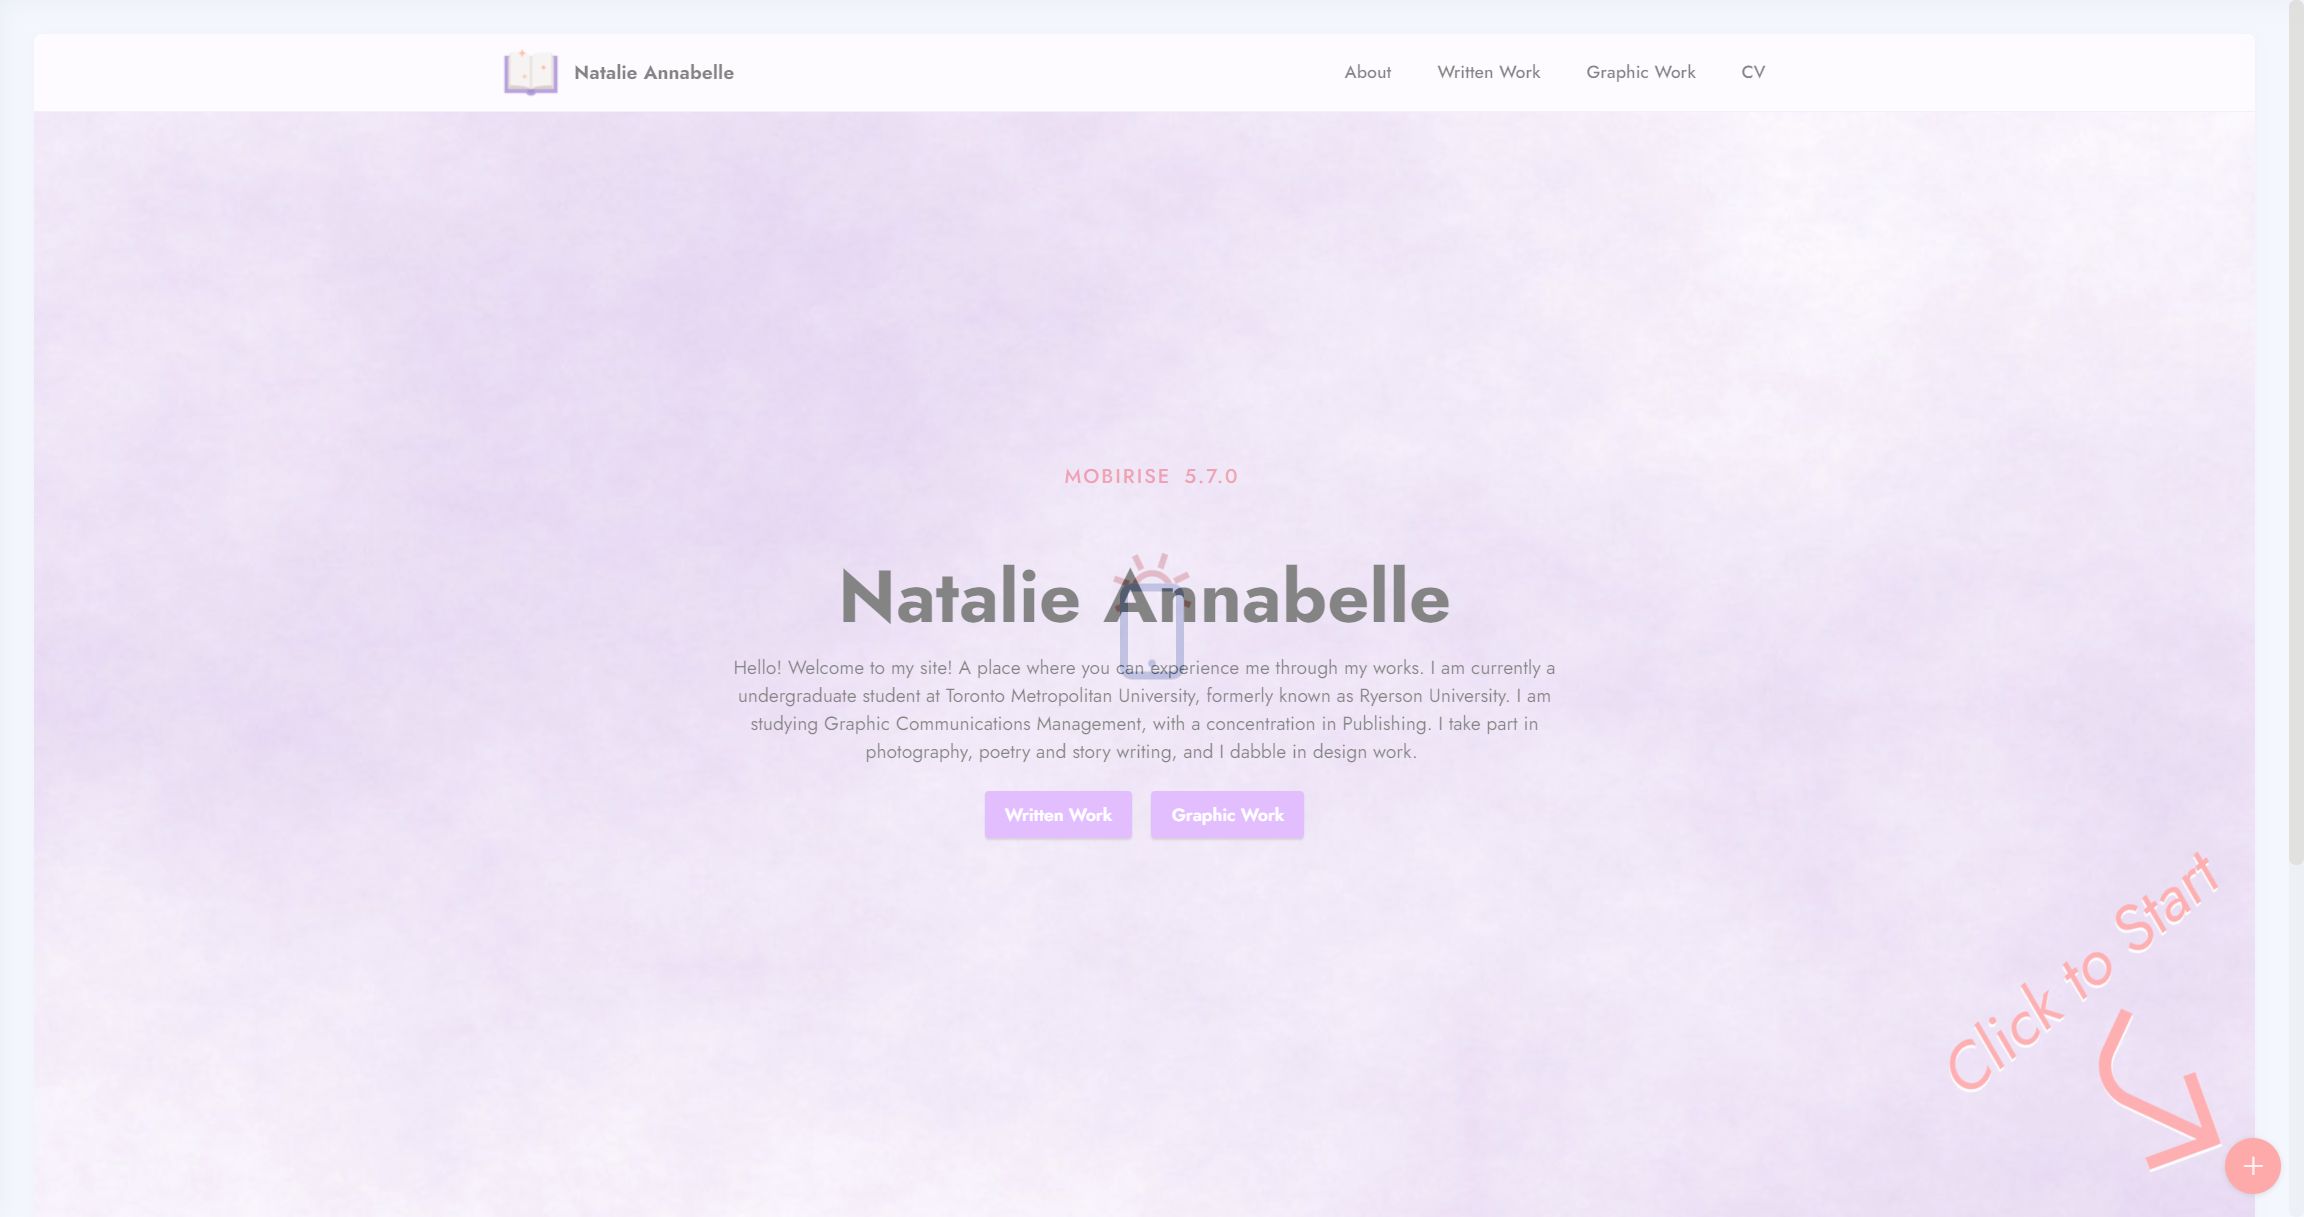 Natalie Annabelle
About
Written Work
Graphic Work
CV
MOBIRISE 5.7.0
Natalie Annabelle
Hello! Welcome to my site! A place where you can experience me through my works. I am currently a
undergraduate student at Toronto Metropolitan University, formerly known as Ryerson University. I am
studying Graphic Communications Management, with a concentration in Publishing. I take part in
photography, poetry and story writing, and I dabble in design work.
Written Work
Graphic Work
Click to Start